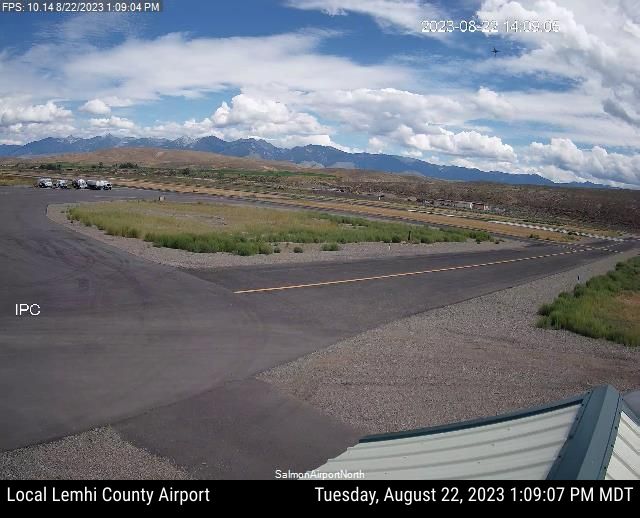 FPS: 10.14 8/22/2023 1:09:04 PM
2023-08-22 14:09:05
IPC
SalmonAirportNorth
Local Lemhi County Airport Tuesday, August 22, 2023 1:09:07 PM MDT